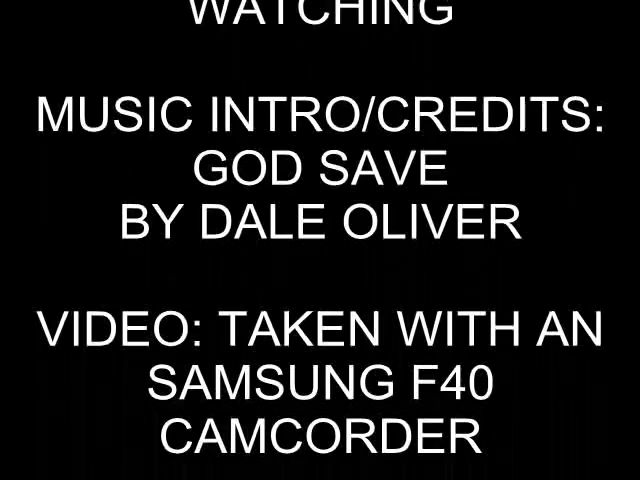 WATCHING
MUSIC INTRO/CREDITS:
GOD SAVE
BY DALE OLIVER
VIDEO: TAKEN WITH AN
SAMSUNG F40
CAMCORDER